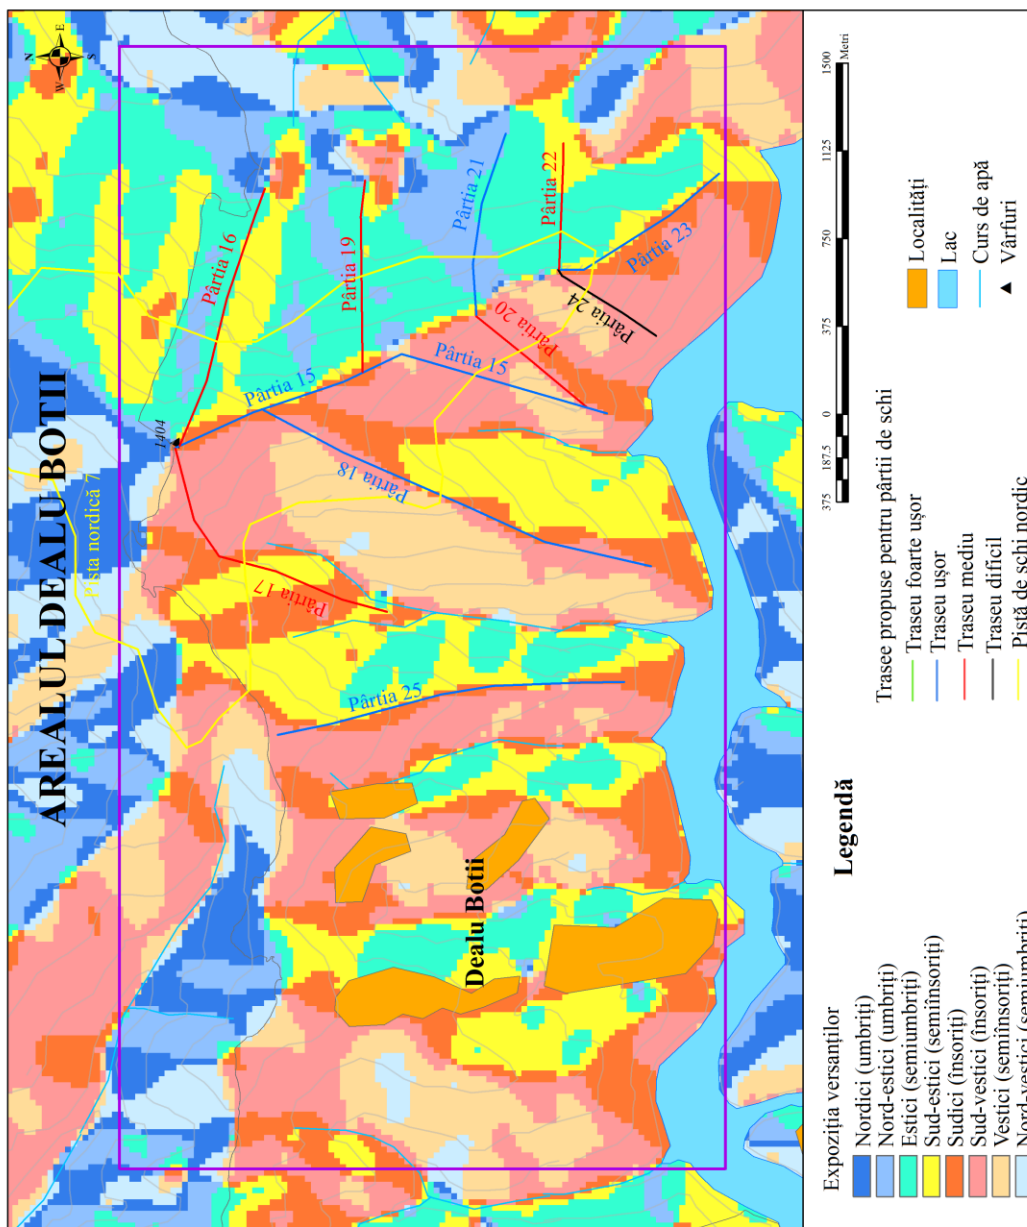 AREALUL DEALU BOTII
N
E
S
W
Pista nordică 7
1404
Pârtia 16
Pârtia 19
Pârtia 21
Pârtia 22
Pârtia 23
Pârtia 24
Pârtia 20
Pârtia 15
Pârtia 15
Pârtia 18
Pârtia 17
Pârtia 25
Dealu Botii
375 187.5 0 375 750 1125 1500
Metri
Legendă
Expoziția versanților
Nordici (umbriți)
Nord-estici (umbriți)
Estici (semiumbriți)
Sud-estici (semiînsoriți)
Sudici (însoriți)
Sud-vestici (însoriți)
Vestici (semiînsoriți)
Nord-vestici (semiumbriți)
Trasee propuse pentru pârtii de schi
Traseu foarte ușor
Traseu ușor
Traseu mediu
Traseu dificil
Pistă de schi nordic
Localități
Lac
Curs de apă
Vârfuri